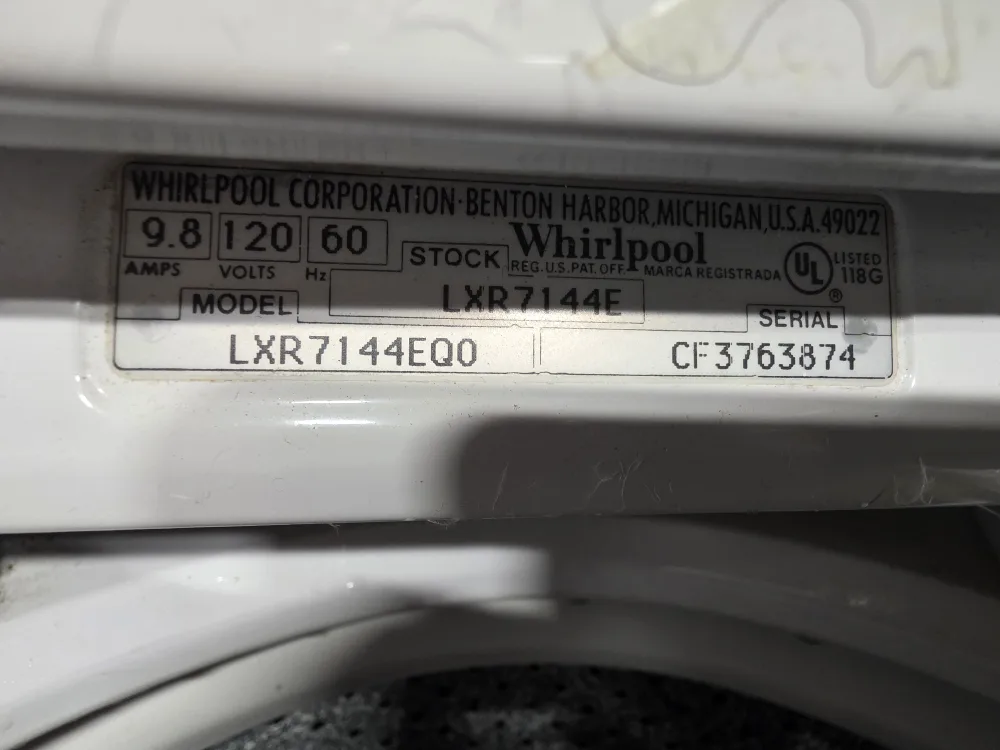 WHIRLPOOL CORPORATION·BENTON HARBOR, MICHIGAN, U.S.A. 49022
9.8 120 60
AMPS VOLTS Hz
STOCK
Whirlpool
REG. U.S. PAT. OFF. MARCA REGISTRADA
UL ®
LISTED
118G
LXR7144E
MODEL
SERIAL
LXR7144EQ0
CF3763874